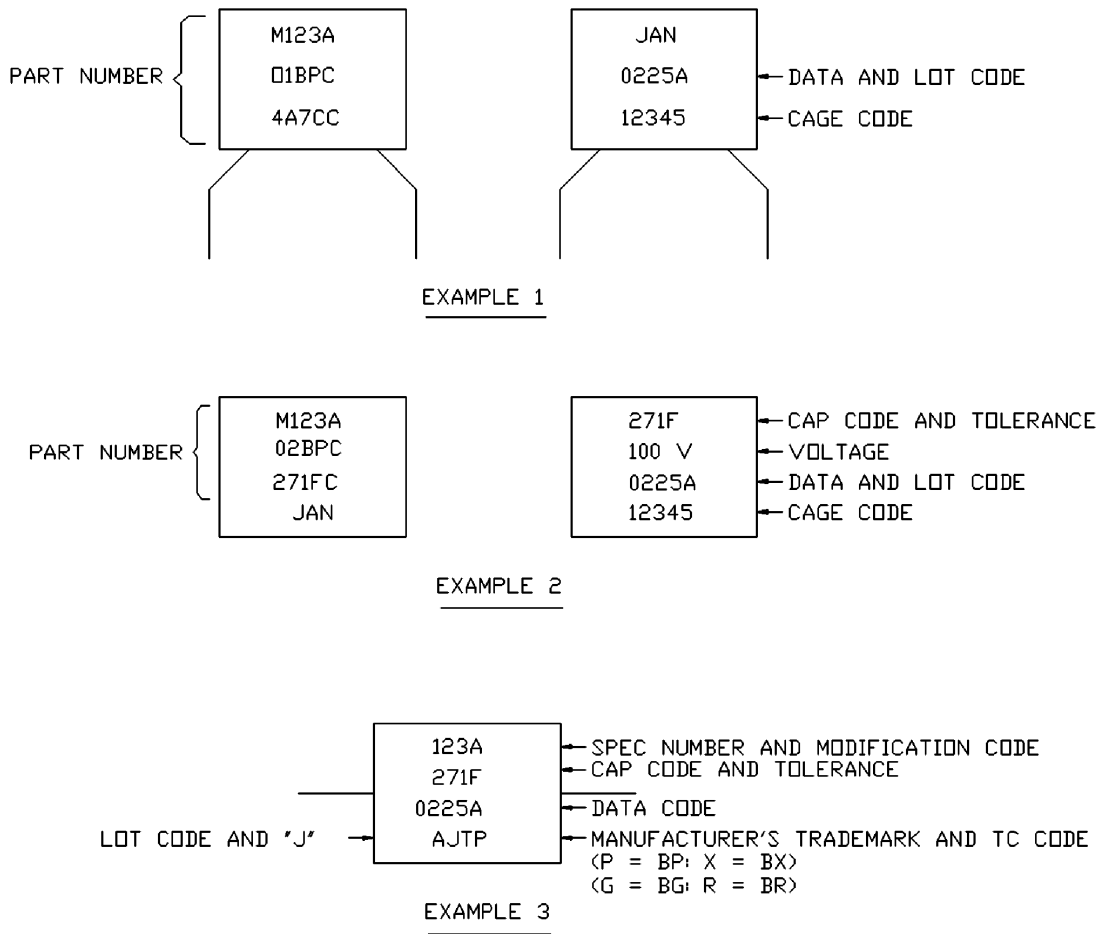 M123A
PART NUMBER 01BPC
4A7CC
JAN
0225A DATA AND LOT CODE
12345 CAGE CODE
EXAMPLE 1
M123A
PART NUMBER 02BPC
271FC
JAN
271F CAP CODE AND TOLERANCE
100 V VOLTAGE
0225A DATA AND LOT CODE
12345 CAGE CODE
EXAMPLE 2
123A SPEC NUMBER AND MODIFICATION CODE
271F CAP CODE AND TOLERANCE
0225A DATA CODE
LOT CODE AND "J" AJTP MANUFACTURER'S TRADEMARK AND TC CODE
(P = BP; X = BX)
(G = BG; R = BR)
EXAMPLE 3